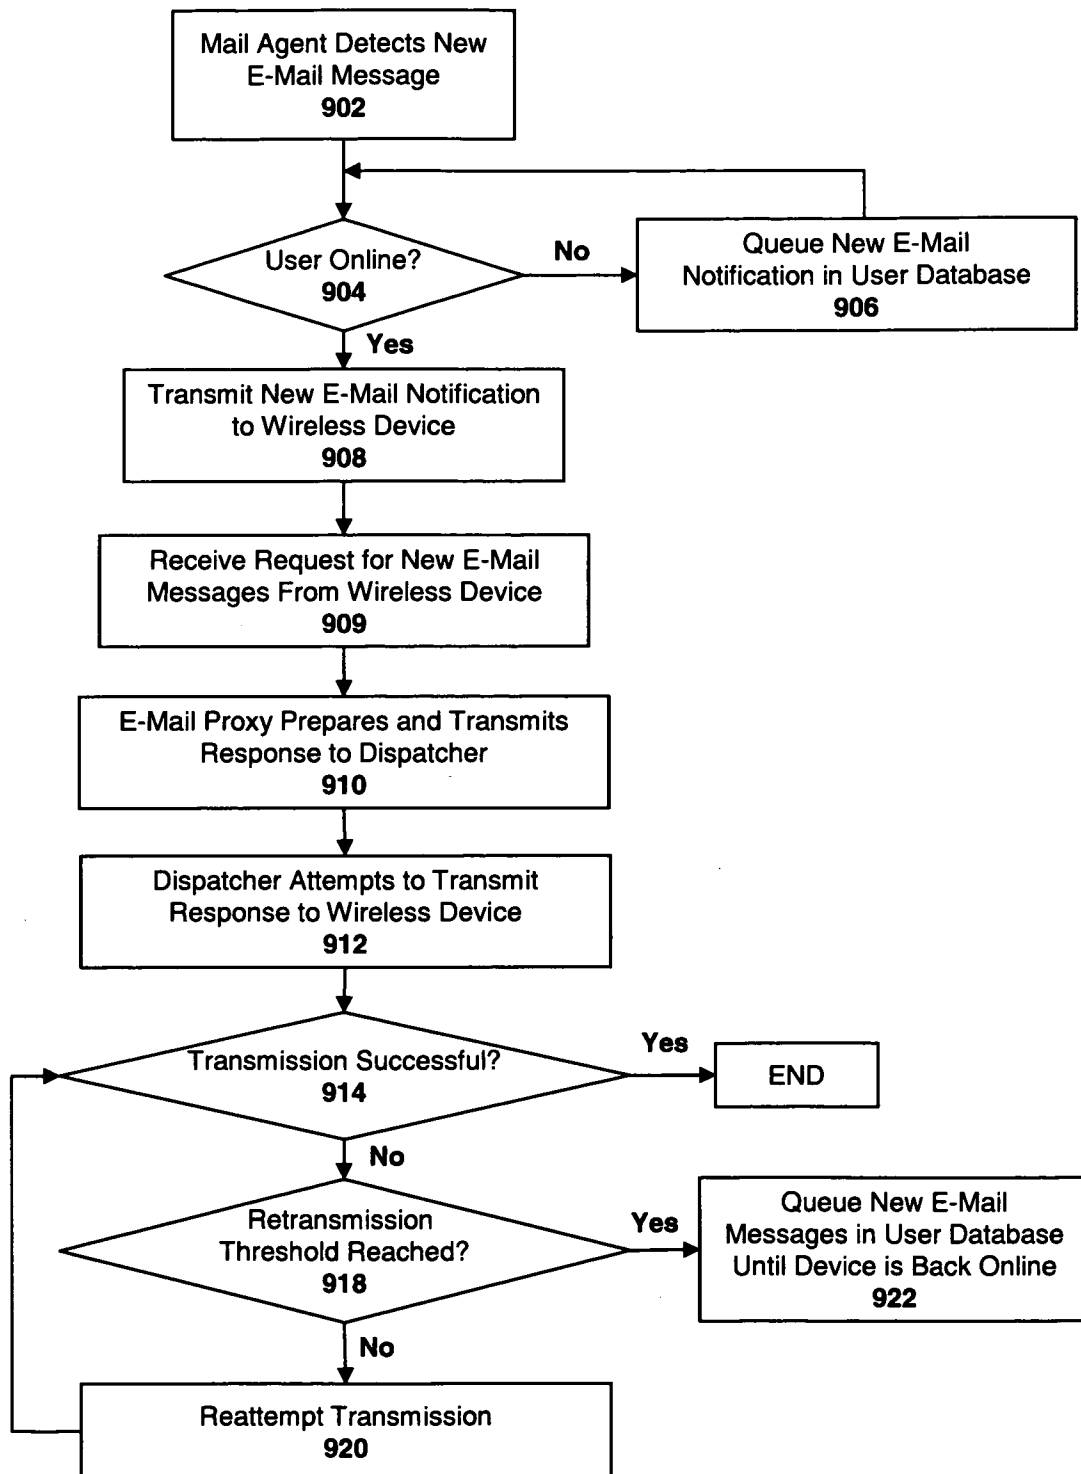 Mail Agent Detects New
E-Mail Message
902
User Online?
904
No
Queue New E-Mail
Notification in User Database
906
Yes
Transmit New E-Mail Notification
to Wireless Device
908
Receive Request for New E-Mail
Messages From Wireless Device
909
E-Mail Proxy Prepares and Transmits
Response to Dispatcher
910
Dispatcher Attempts to Transmit
Response to Wireless Device
912
Transmission Successful?
914
Yes
END
No
Retransmission
Threshold Reached?
918
Yes
Queue New E-Mail
Messages in User Database
Until Device is Back Online
922
No
Reattempt Transmission
920